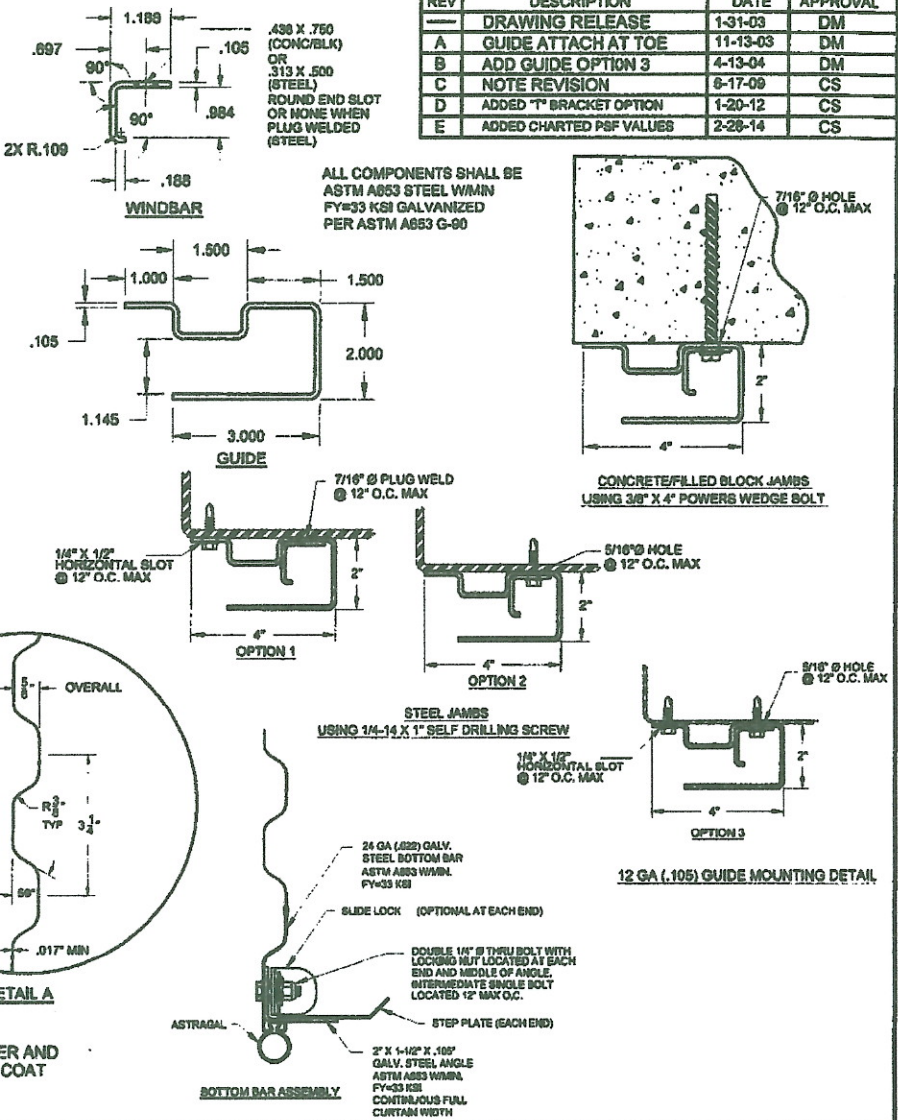 REV DESCRIPTION DATE APPROVAL
— DRAWING RELEASE 1-31-03 DM
A GUIDE ATTACH AT TOE 11-13-03 DM
B ADD GUIDE OPTION 3 4-13-04 DM
C NOTE REVISION 6-17-09 CS
D ADDED "T" BRACKET OPTION 1-20-12 CS
E ADDED CHARTED PSF VALUES 2-28-14 CS
1.188
.697
.105
90°
90°
.984
2X R.109
.188
.438 X .750
(CONC/BLK)
OR
.313 X .500
(STEEL)
ROUND END SLOT
OR NONE WHEN
PLUG WELDED
(STEEL)
WINDBAR
ALL COMPONENTS SHALL BE
ASTM A653 STEEL W/MIN
FY=33 KSI GALVANIZED
PER ASTM A653 G-90
1.500
1.000
1.500
.105
2.000
1.145
3.000
GUIDE
7/16" Ø HOLE
@ 12" O.C. MAX
2"
4"
CONCRETE/FILLED BLOCK JAMBS
USING 3/8" X 4" POWERS WEDGE BOLT
7/16" Ø PLUG WELD
@ 12" O.C. MAX
1/4" X 1/2"
HORIZONTAL SLOT
@ 12" O.C. MAX
2"
4"
OPTION 1
5/16"Ø HOLE
@ 12" O.C. MAX
2"
4"
OPTION 2
STEEL JAMBS
USING 1/4-14 X 1" SELF DRILLING SCREW
5/16" Ø HOLE
@ 12" O.C. MAX
1/4" X 1/2"
HORIZONTAL SLOT
@ 12" O.C. MAX
2"
4"
OPTION 3
12 GA (.105) GUIDE MOUNTING DETAIL
5/8" OVERALL
R3/8"
TYP
3 1/4"
.017" MIN
ETAIL A
ER AND
COAT
24 GA (.022) GALV.
STEEL BOTTOM BAR
ASTM A653 W/MIN.
FY=33 KSI
SLIDE LOCK (OPTIONAL AT EACH END)
DOUBLE 1/4" Ø THRU BOLT WITH
LOCKING NUT LOCATED AT EACH
END AND MIDDLE OF ANGLE.
INTERMEDIATE SINGLE BOLT
LOCATED 12" MAX O.C.
ASTRAGAL
STEP PLATE (EACH END)
2" X 1-1/2" X .105"
GALV. STEEL ANGLE
ASTM A653 W/MIN.
FY=33 KSI
CONTINUOUS FULL
CURTAIN WIDTH
BOTTOM BAR ASSEMBLY